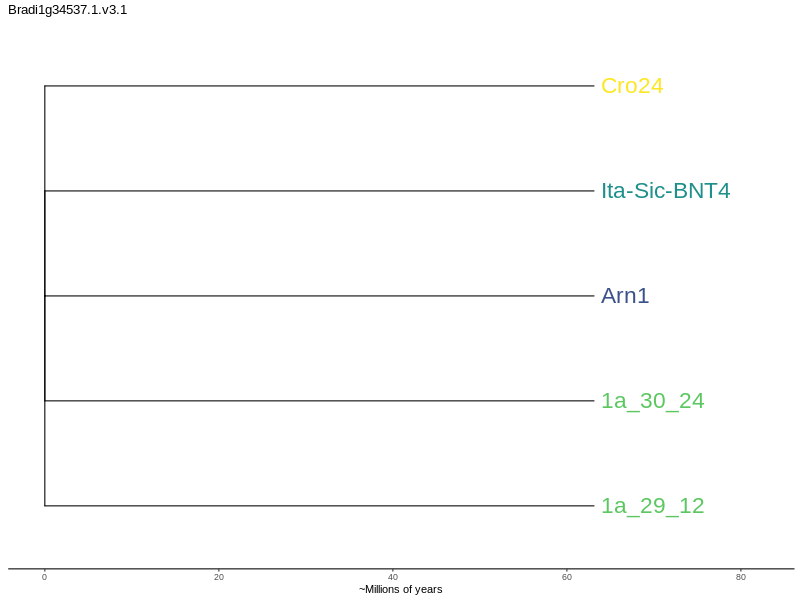 Bradi1g34537.1.v3.1
Cro24
Ita-Sic-BNT4
Arn1
1a_30_24
1a_29_12
0 20 40 60 80
~Millions of years